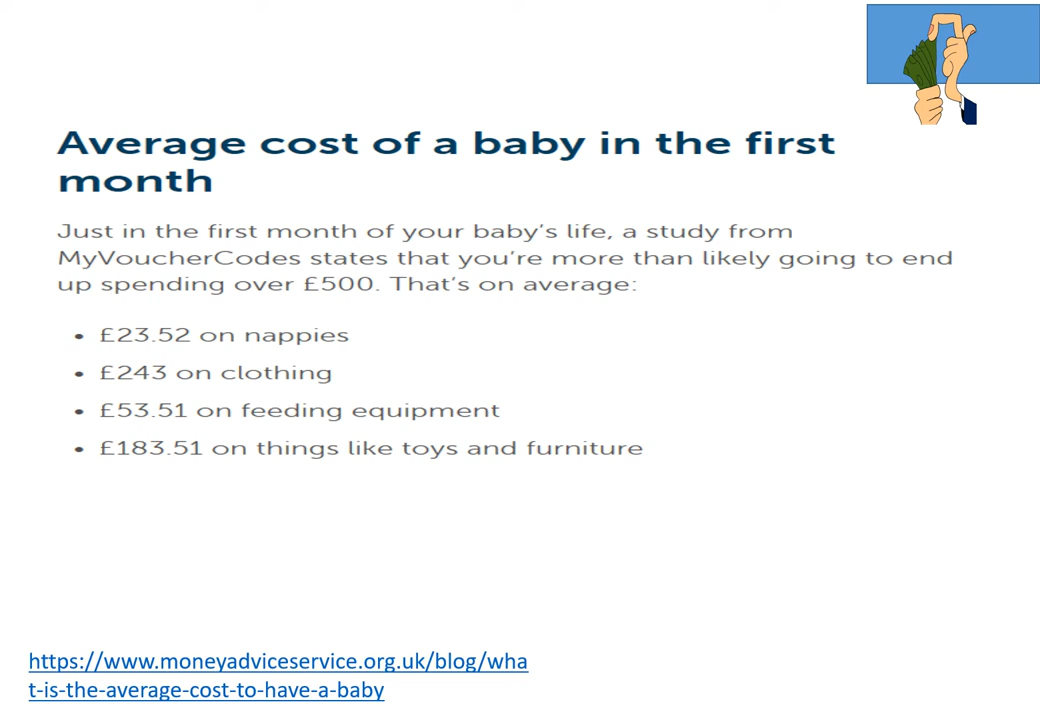 Average cost of a baby in the first
month
Just in the first month of your baby's life, a study from
MyVoucherCodes states that you're more than likely going to end
up spending over £500. That's on average:
• £23.52 on nappies
• £243 on clothing
• £53.51 on feeding equipment
• £183.51 on things like toys and furniture
https://www.moneyadviceservice.org.uk/blog/wha
t-is-the-average-cost-to-have-a-baby